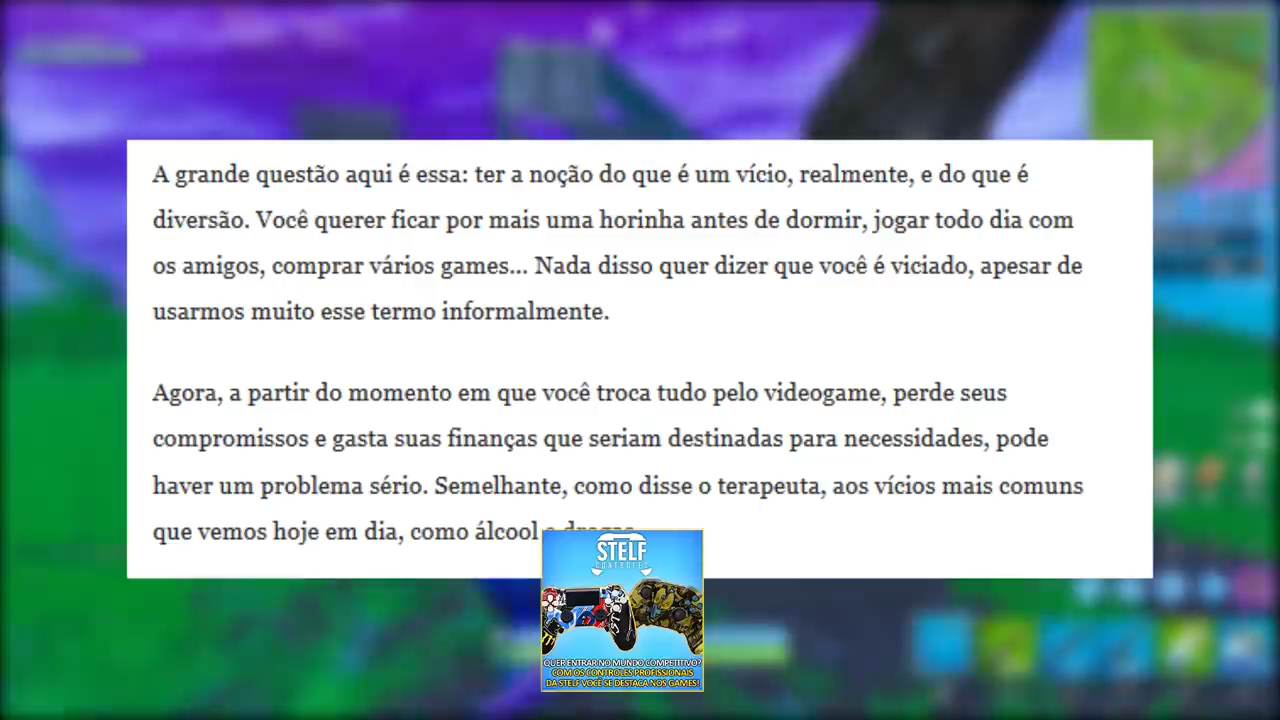 A grande questão aqui é essa: ter a noção do que é um vício, realmente, e do que é
diversão. Você querer ficar por mais uma horinha antes de dormir, jogar todo dia com
os amigos, comprar vários games... Nada disso quer dizer que você é viciado, apesar de
usarmos muito esse termo informalmente.
Agora, a partir do momento em que você troca tudo pelo videogame, perde seus
compromissos e gasta suas finanças que seriam destinadas para necessidades, pode
haver um problema sério. Semelhante, como disse o terapeuta, aos vícios mais comuns
que vemos hoje em dia, como álcool e drogas
STELF
CONTROLES
QUER ENTRAR NO MUNDO COMPETITIVO?
COM OS CONTROLES PROFISSIONAIS
DA STELF VOCÊ SE DESTACA NOS GAMES!